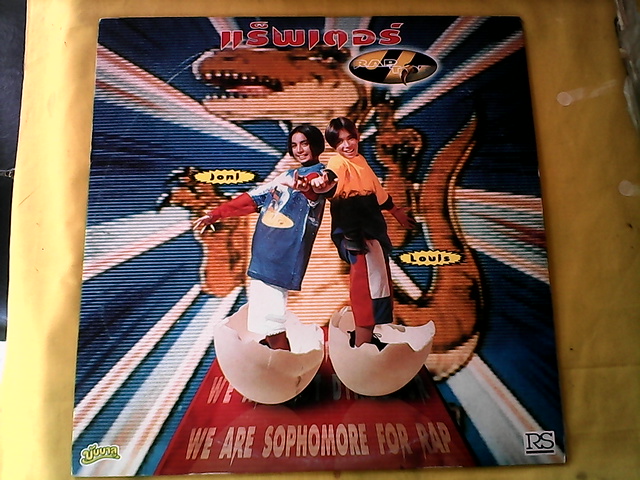 แร็พเตอร์
RAPTOR
Joni
Louis
WE ARE SOPHOMORE FOR RAP
RS